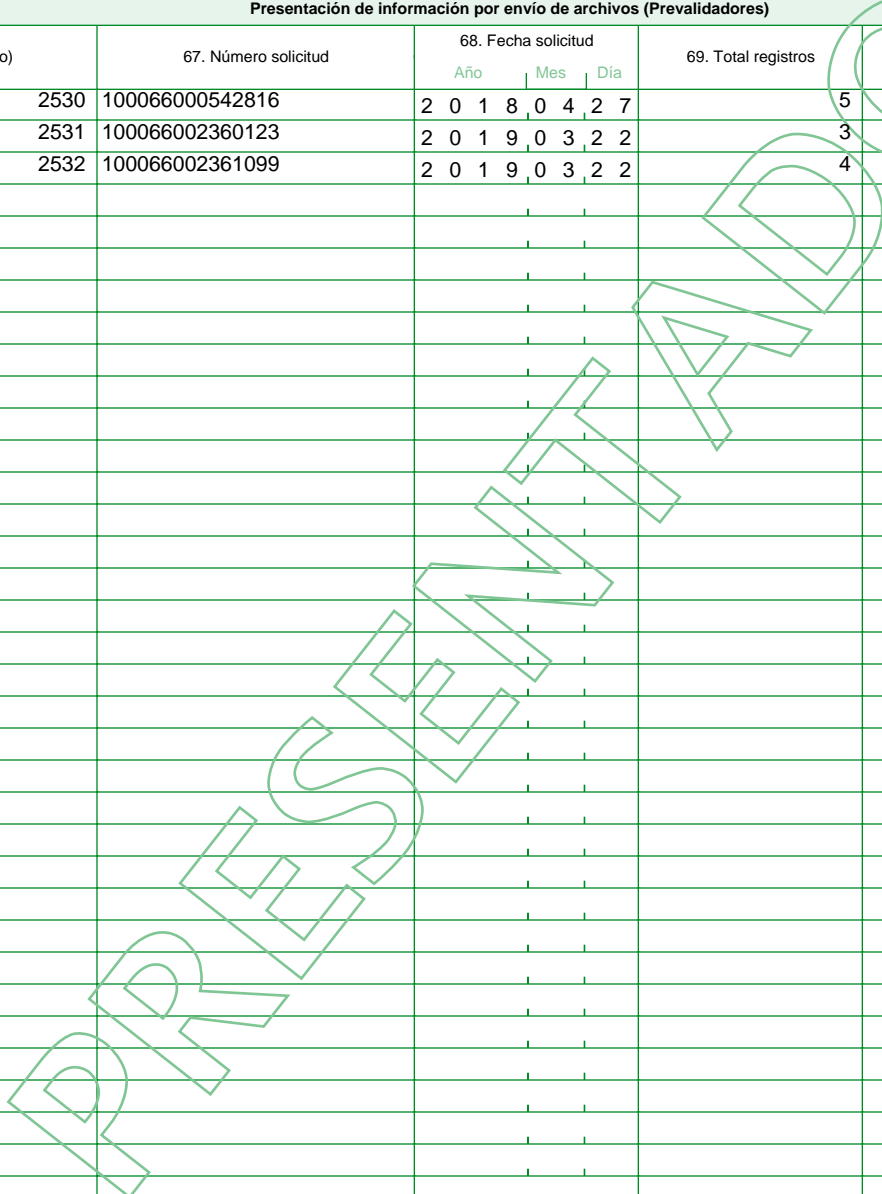 Presentación de información por envío de archivos (Prevalidadores)
o) 67. Número solicitud 68. Fecha solicitud 69. Total registros
Año Mes Día
2530 100066000542816 2 0 1 8 0 4 2 7 5
2531 100066002360123 2 0 1 9 0 3 2 2 3
2532 100066002361099 2 0 1 9 0 3 2 2 4
PRESENTADO